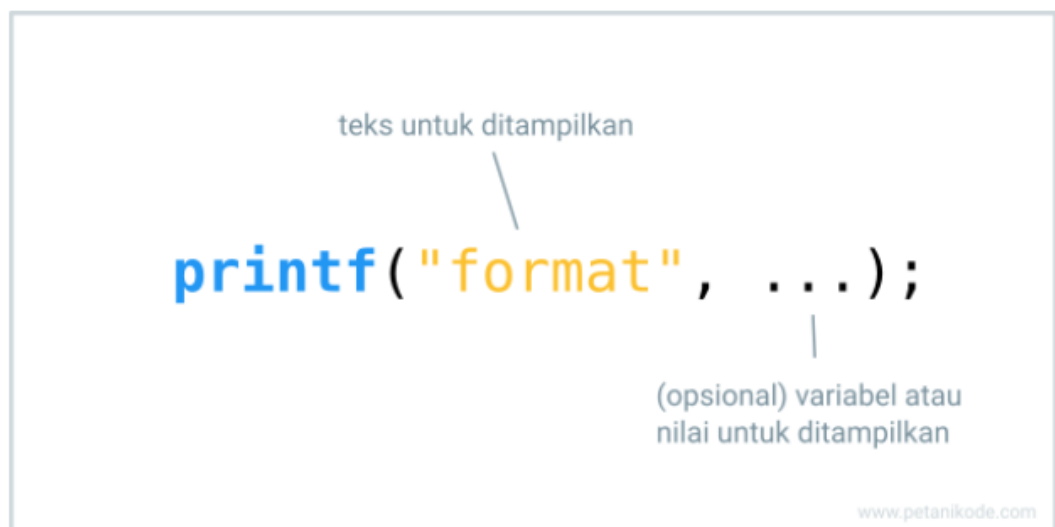 teks untuk ditampilkan
printf("format", ...);
(opsional) variabel atau
nilai untuk ditampilkan
www.petanikode.com